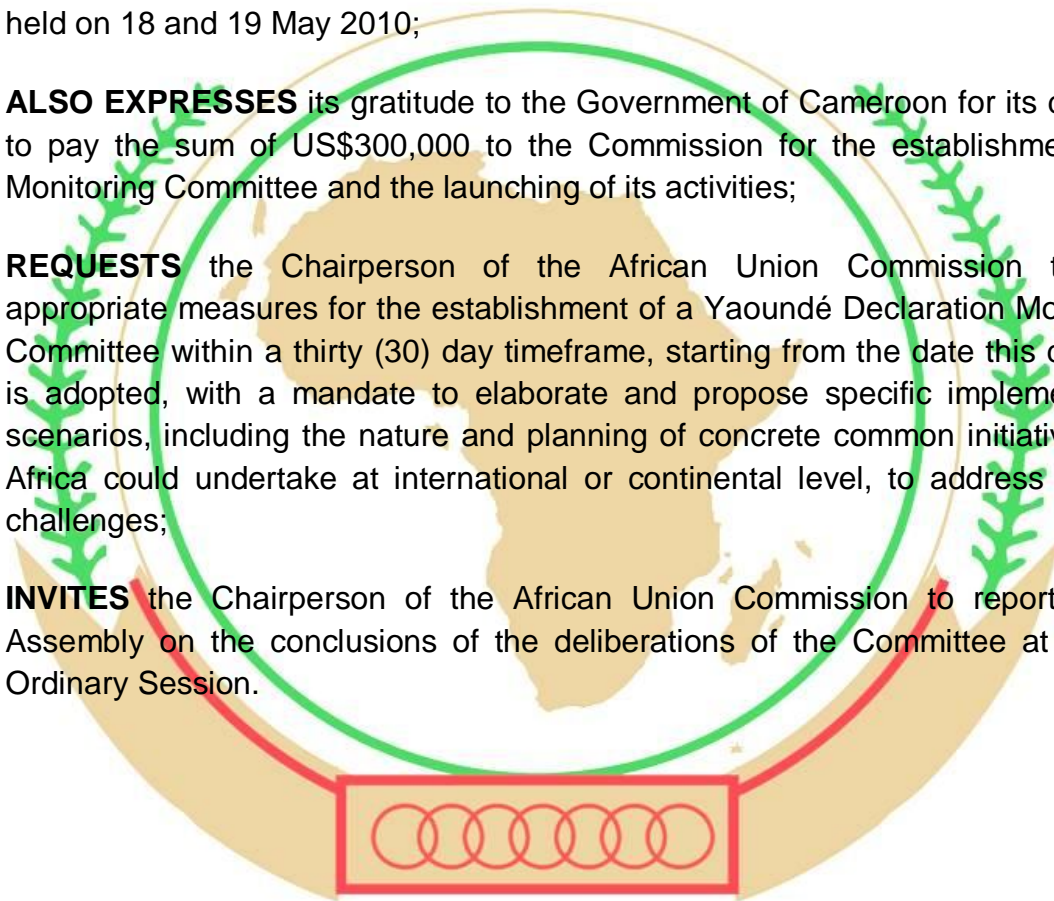 held on 18 and 19 May 2010;
ALSO EXPRESSES its gratitude to the Government of Cameroon for its
to pay the sum of US$300,000 to the Commission for the
Monitoring Committee and the launching of its activities;
REQUESTS the Chairperson of the African Union Commission
appropriate measures for the establishment of a Yaoundé Declaration
Committee within a thirty (30) day timeframe, starting from the date this
is adopted, with a mandate to elaborate and propose specific
scenarios, including the nature and planning of concrete common
Africa could undertake at international or continental level, to address
challenges;
INVITES the Chairperson of the African Union Commission to report
Assembly on the conclusions of the deliberations of the Committee at
Ordinary Session.